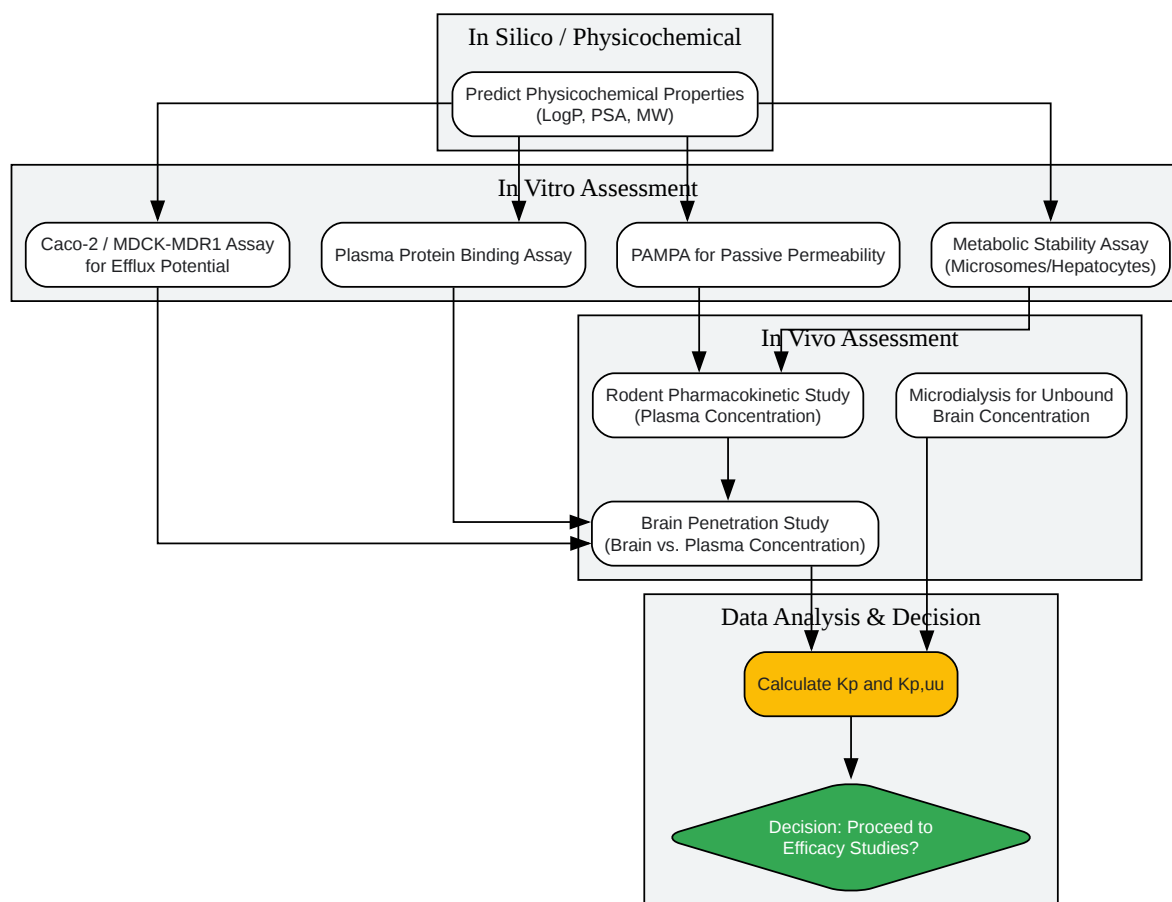 In Silico / Physicochemical
Predict Physicochemical Properties
(LogP, PSA, MW)
In Vitro Assessment
Caco-2 / MDCK-MDR1 Assay
for Efflux Potential
Plasma Protein Binding Assay
PAMPA for Passive Permeability
Metabolic Stability Assay
(Microsomes/Hepatocytes)
In Vivo Assessment
Rodent Pharmacokinetic Study
(Plasma Concentration)
Microdialysis for Unbound
Brain Concentration
Brain Penetration Study
(Brain vs. Plasma Concentration)
Data Analysis & Decision
Calculate Kp and Kp,uu
Decision: Proceed to
Efficacy Studies?